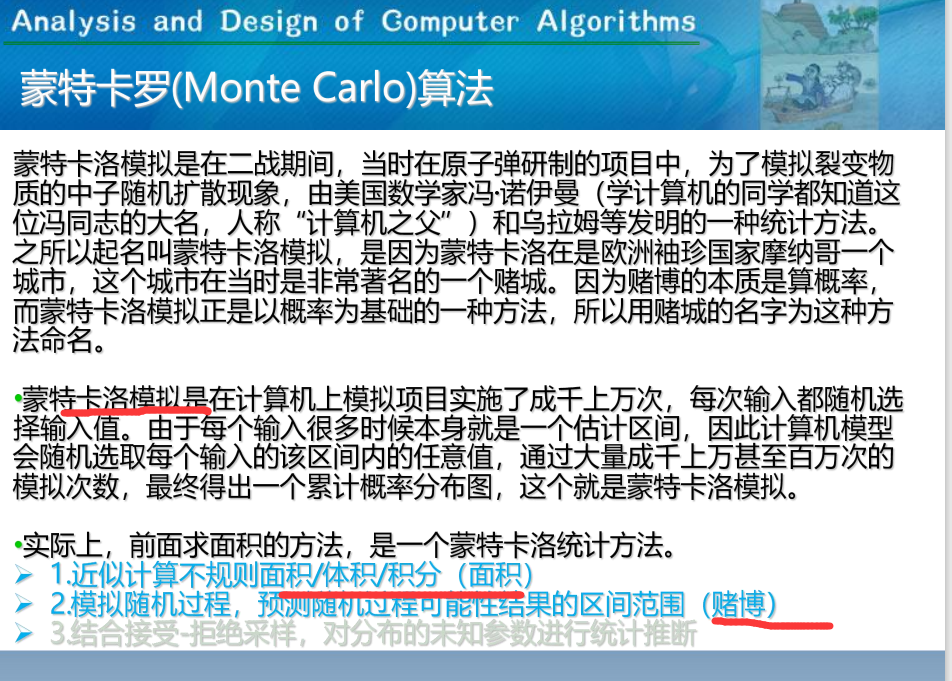 Analysis and Design of Computer Algorithms
蒙特卡罗(Monte Carlo)算法
蒙特卡洛模拟是在二战期间，当时在原子弹研制的项目中，为了模拟裂变物
质的中子随机扩散现象，由美国数学家冯·诺伊曼（学计算机的同学都知道这
位冯同志的大名，人称“计算机之父”）和乌拉姆等发明的一种统计方法。
之所以起名叫蒙特卡洛模拟，是因为蒙特卡洛在是欧洲袖珍国家摩纳哥一个
城市，这个城市在当时是非常著名的一个赌城。因为赌博的本质是算概率，
而蒙特卡洛模拟正是以概率为基础的一种方法，所以用赌城的名字为这种方
法命名。
•蒙特卡洛模拟是在计算机上模拟项目实施了成千上万次，每次输入都随机选
择输入值。由于每个输入很多时候本身就是一个估计区间，因此计算机模型
会随机选取每个输入的该区间内的任意值，通过大量成千上万甚至百万次的
模拟次数，最终得出一个累计概率分布图，这个就是蒙特卡洛模拟。
•实际上，前面求面积的方法，是一个蒙特卡洛统计方法。
➢ 1.近似计算不规则面积/体积/积分（面积）
➢ 2.模拟随机过程，预测随机过程可能性结果的区间范围（赌博）
➢ 3.结合接受-拒绝采样，对分布的未知参数进行统计推断